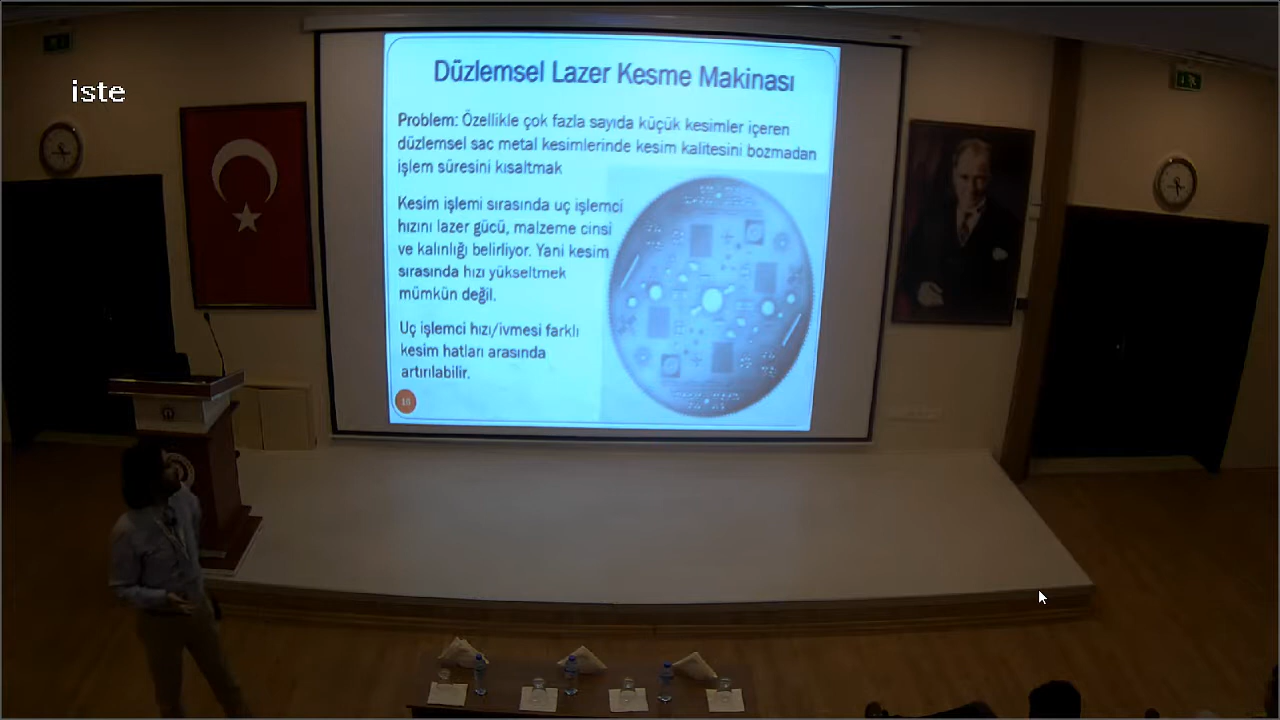 iste
Düzlemsel Lazer Kesme Makinası
Problem: Özellikle çok fazla sayıda küçük kesimler içeren
düzlemsel sac metal kesimlerinde kesim kalitesini bozmadan
işlem süresini kısaltmak
Kesim işlemi sırasında uç işlemci
hızını lazer gücü, malzeme cinsi
ve kalınlığı belirliyor. Yani kesim
sırasında hızı yükseltmek
mümkün değil.
Uç işlemci hızı/ivmesi farklı
kesim hatları arasında
artırılabilir.